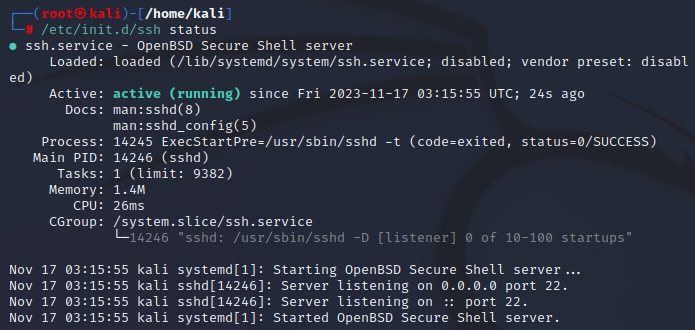 ┌──(root㉿kali)-[/home/kali]
└─# /etc/init.d/ssh status
● ssh.service - OpenBSD Secure Shell server
     Loaded: loaded (/lib/systemd/system/ssh.service; disabled; vendor preset: disabl
ed)
     Active: active (running) since Fri 2023-11-17 03:15:55 UTC; 24s ago
       Docs: man:sshd(8)
             man:sshd_config(5)
    Process: 14245 ExecStartPre=/usr/sbin/sshd -t (code=exited, status=0/SUCCESS)
   Main PID: 14246 (sshd)
      Tasks: 1 (limit: 9382)
     Memory: 1.4M
        CPU: 26ms
     CGroup: /system.slice/ssh.service
             └─14246 "sshd: /usr/sbin/sshd -D [listener] 0 of 10-100 startups"

Nov 17 03:15:55 kali systemd[1]: Starting OpenBSD Secure Shell server...
Nov 17 03:15:55 kali sshd[14246]: Server listening on 0.0.0.0 port 22.
Nov 17 03:15:55 kali sshd[14246]: Server listening on :: port 22.
Nov 17 03:15:55 kali systemd[1]: Started OpenBSD Secure Shell server.